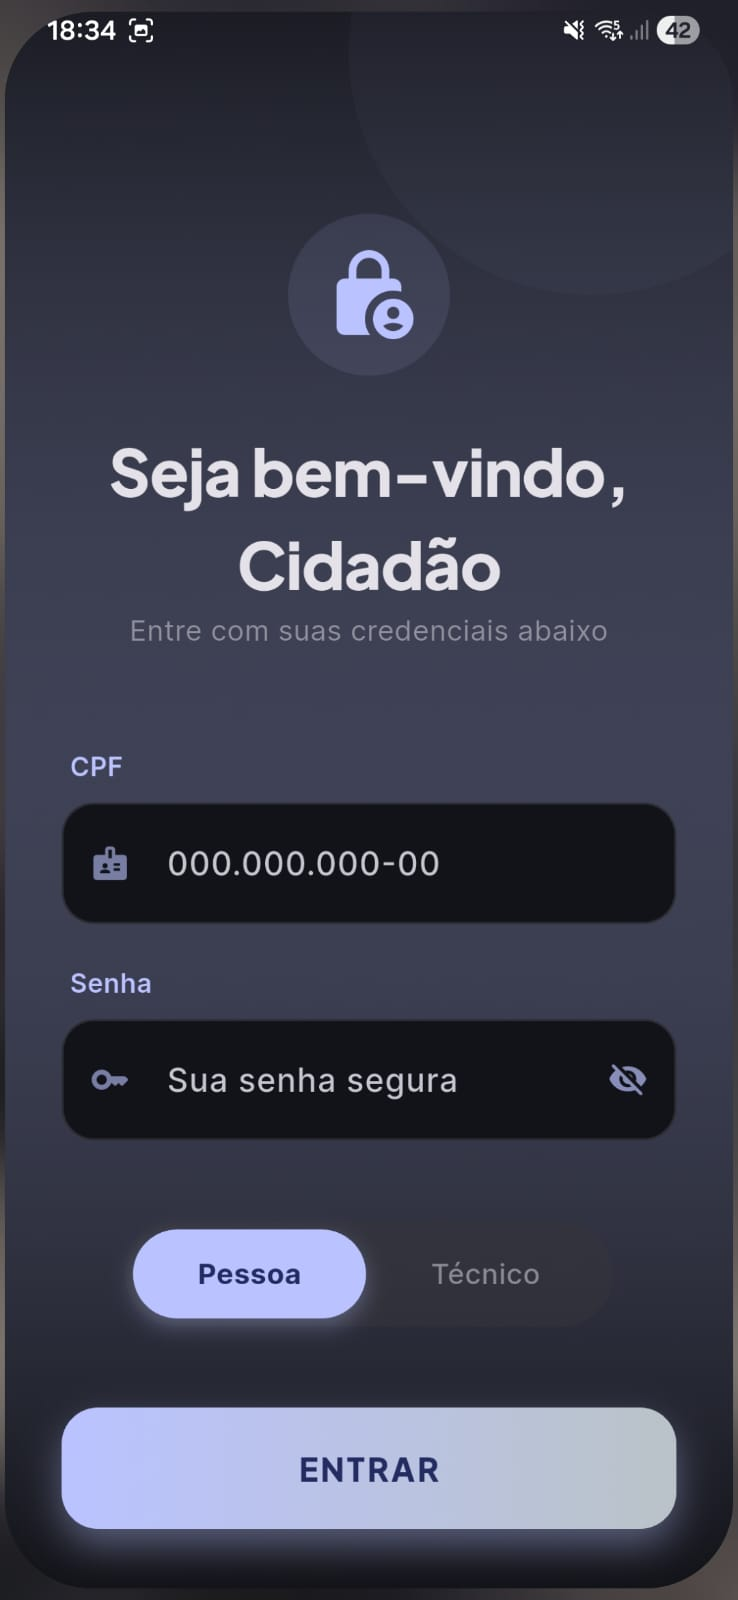 18:34
42
Seja bem-vindo,
Cidadão
Entre com suas credenciais abaixo
CPF
000.000.000-00
Senha
Sua senha segura
Pessoa Técnico
ENTRAR